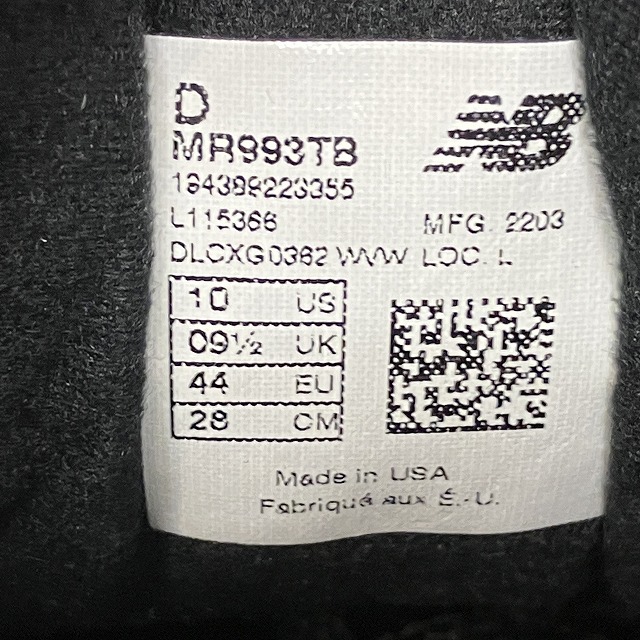 D
MR993TB
NB
194389223355
L115366 MFG. 2203
DLCXG0362 WWW LOC. L
10 US
09½ UK
44 EU
28 CM
Made in USA
Fabriqué aux É.-U.